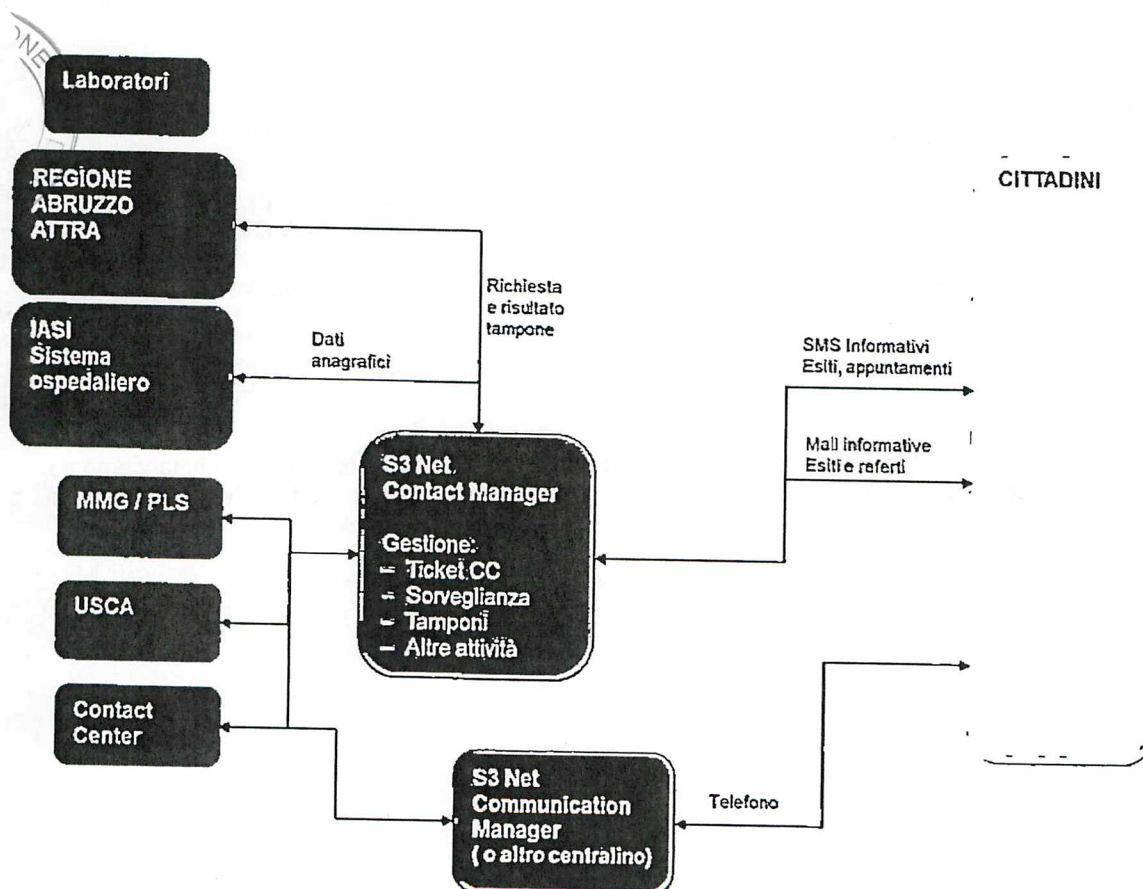 Laboratori
REGIONE
ABRUZZO
ATTRA
IASI
Sistema
ospedaliero
MMG / PLS
USCA
Contact
Center
Dati
anagrafici
Richiesta
e risultato
tampone
S3 Net
Contact Manager
Gestione:
- Ticket CC
- Sorveglianza
- Tamponi
- Altre attività
S3 Net
Communication
Manager
( o altro centralino)
Telefono
SMS Informativi
Esiti, appuntamenti
Mail informative
Esiti e referti
CITTADINI